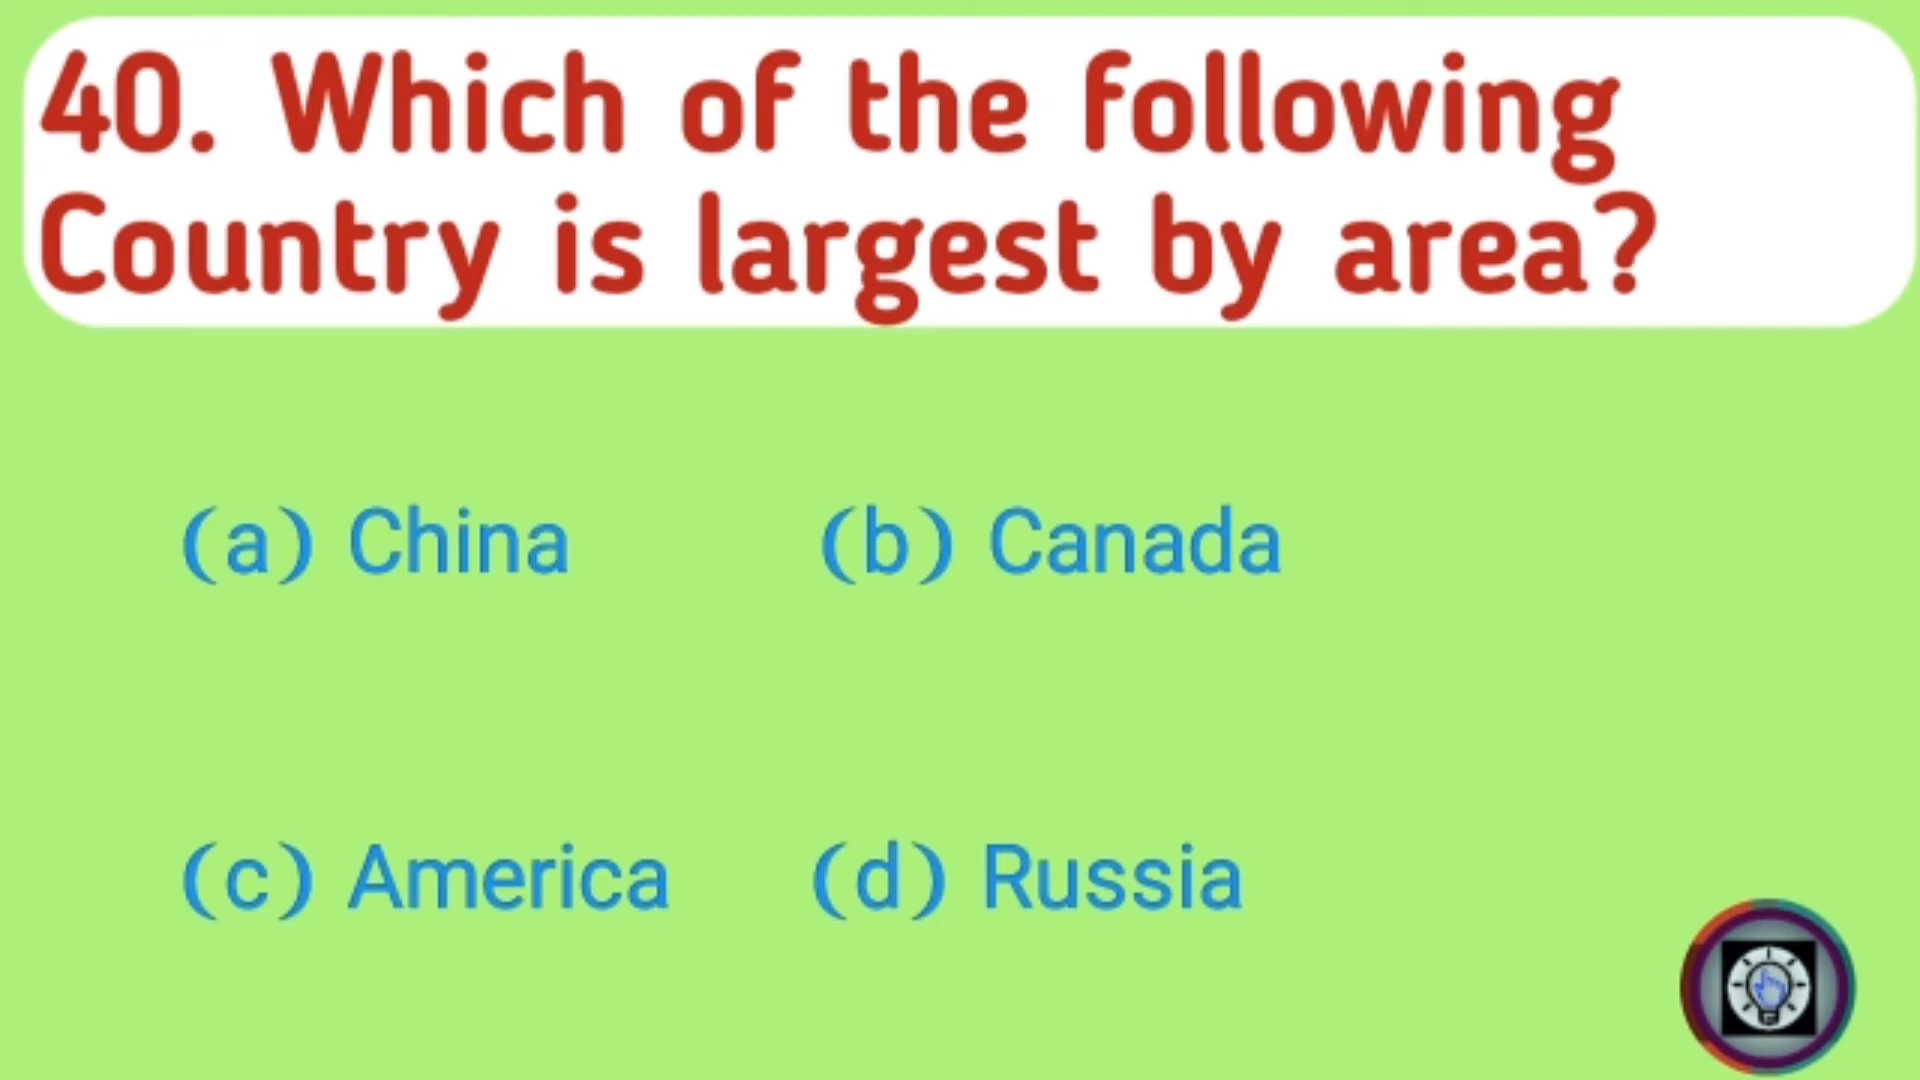 40. Which of the following
Country is largest by area?
(a) China (b) Canada
(c) America (d) Russia